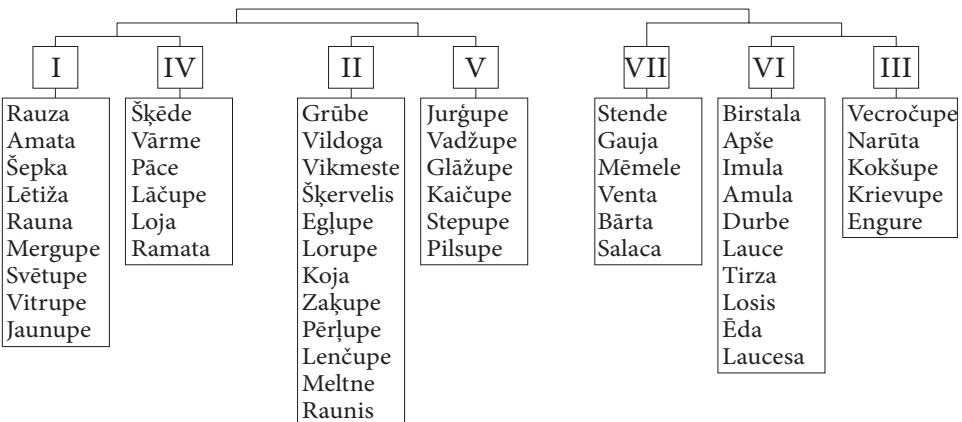 I
IV
II
V
VII
VI
III
Rauza
Amata
Šepka
Lētiža
Rauna
Mergupe
Svētupe
Vitrupe
Jaunupe
Šķēde
Vārme
Pāce
Lāčupe
Loja
Ramata
Grūbe
Vildoga
Vikmeste
Šķervelis
Egļupe
Lorupe
Koja
Zaķupe
Pērļupe
Lenčupe
Meltne
Raunis
Jurģupe
Vadžupe
Glāžupe
Kaičupe
Stepupe
Pilsupe
Stende
Gauja
Mēmele
Venta
Bārta
Salaca
Birstala
Apše
Imula
Amula
Durbe
Lauce
Tirza
Losis
Ēda
Laucesa
Vecročupe
Narūta
Kokšupe
Krievupe
Engure